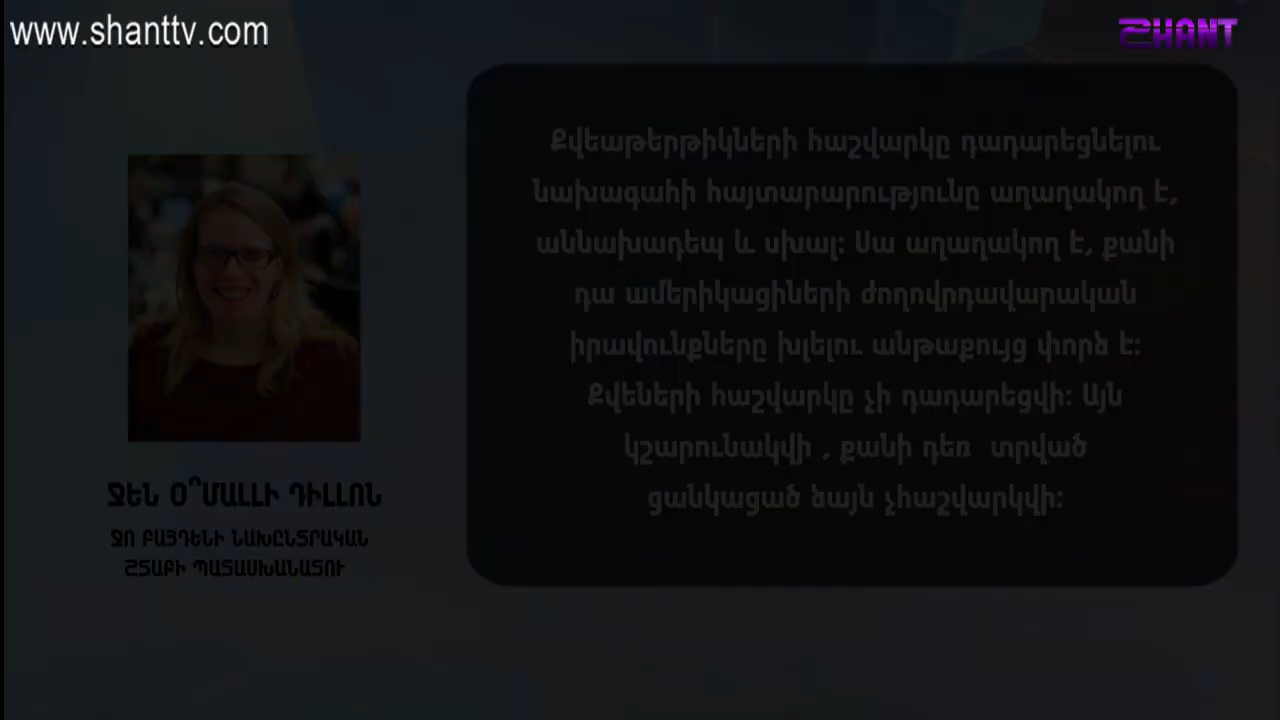 www.shanttv.com
SHANT
Քվեաթերթիկների հաշվարկը դադարեցնելու
նախագահի հայտարարությունը աղաղակող է,
աննախադեպ և սխալ: Սա աղաղակող է, քանի
դա ամերիկացիների ժողովրդավարական
իրավունքները խլելու անթաքույց փորձ է:
Քվեների հաշվարկը չի դադարեցվի: Այն
կշարունակվի , քանի դեռ տրված
ցանկացած ձայն չհաշվարկվի:
ՋԵՆ Օ՞ՄԱԼԼԻ ԴԻԼԼՈՆ
ՋՈ ԲԱՅԴԵՆԻ ՆԱԽԸՆՏՐԱԿԱՆ
ՇՏԱԲԻ ՊԱՏԱՍԽԱՆԱՏՈՒ